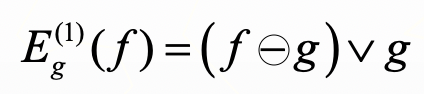 E_g^{(1)}(f) = (f ⊖ g) ∨ g